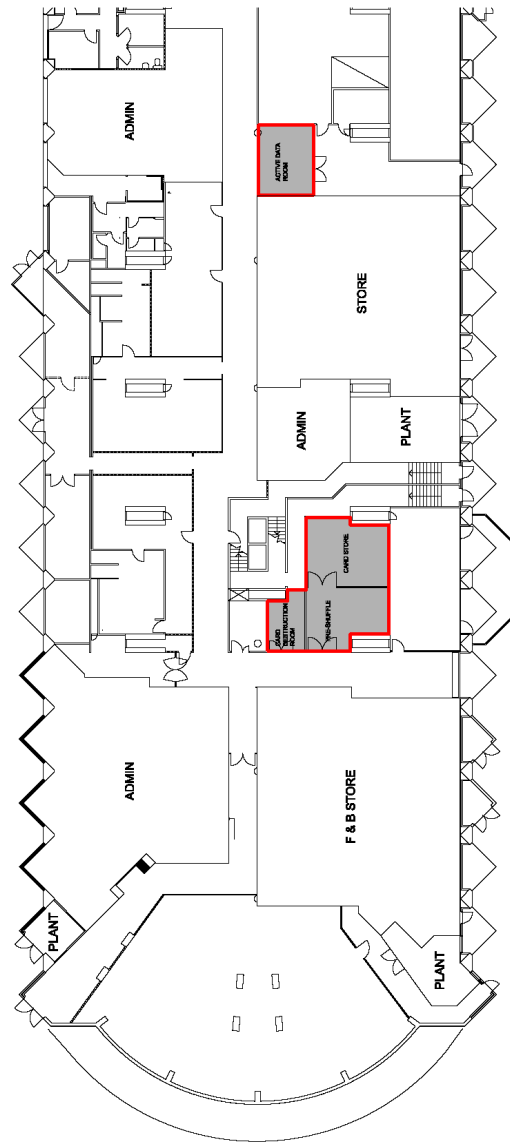 ADMIN
ACTIVE DATA
ROOM
STORE
ADMIN
PLANT
CARD STORE
CARD
DESTRUCTION
ROOM
PRE-SHUFFLE
ADMIN
F & B STORE
PLANT
PLANT